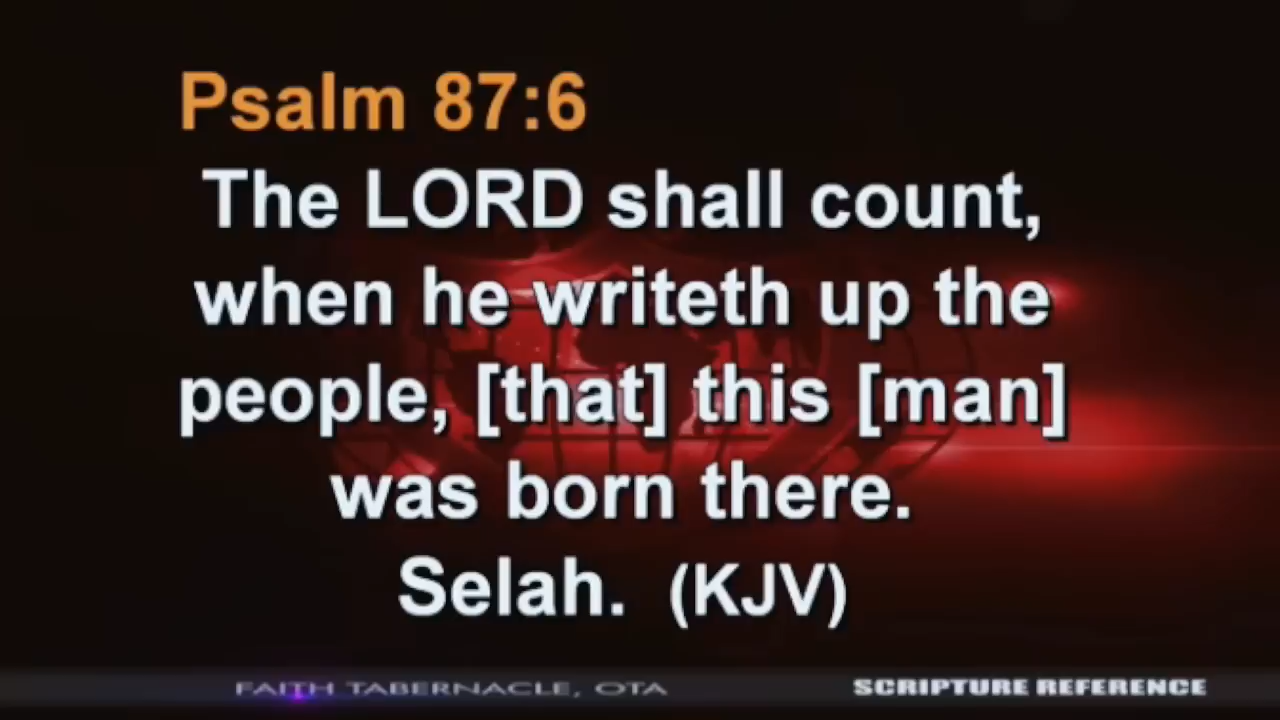 Psalm 87:6
The LORD shall count,
when he writeth up the
people, [that] this [man]
was born there.
Selah. (KJV)
FAITH TABERNACLE, OTA
SCRIPTURE REFERENCE